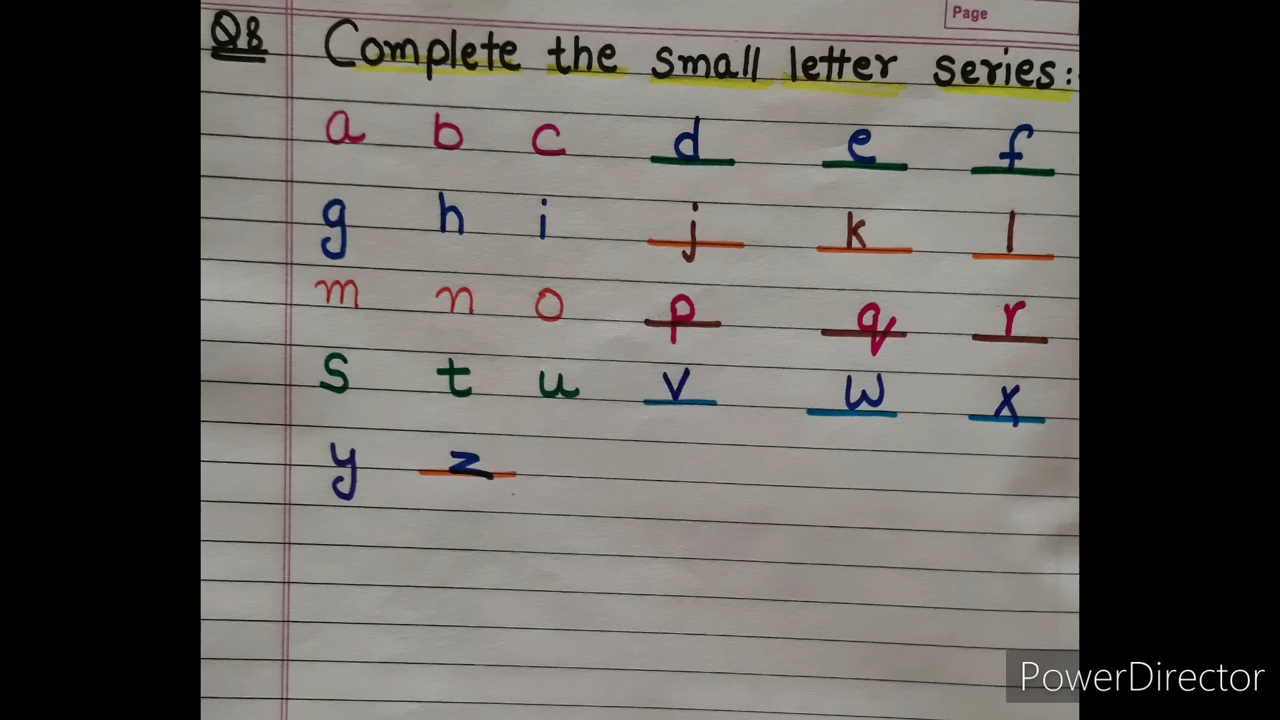 Page
Q8 Complete the small letter series:-
a b c d e f
g h i j k l
m n o p q r
s t u v w x
y z
PowerDirector